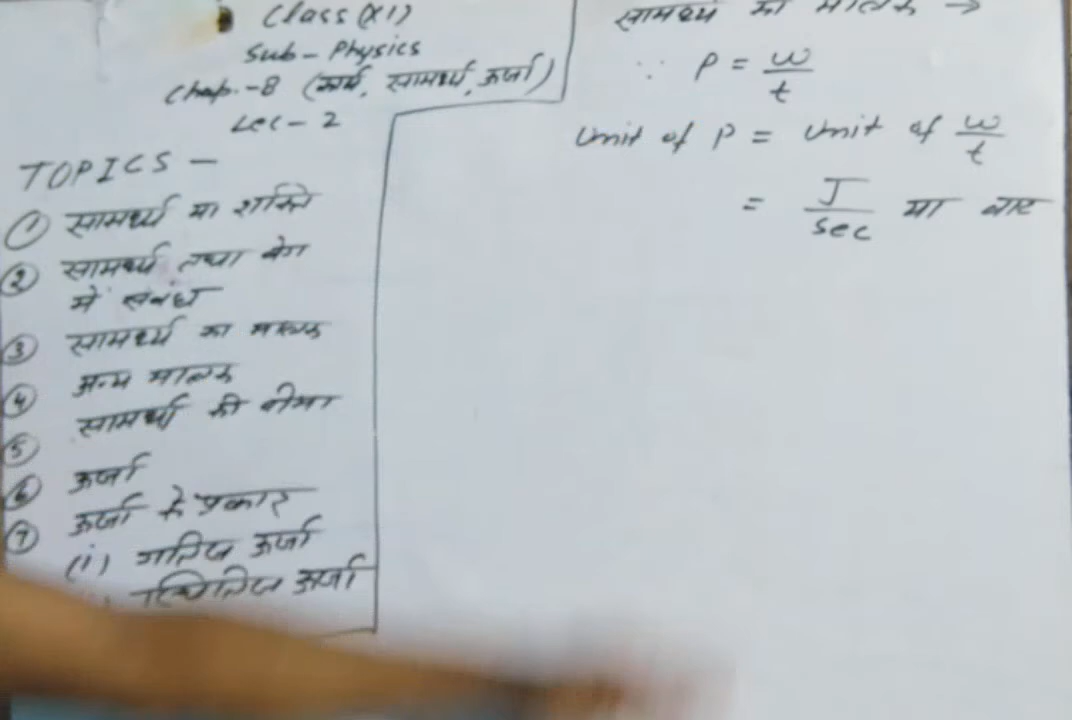 Class (XI)
Sub - Physics
Chap.-8 (कार्य, सामर्थ्य, ऊर्जा)
Lec - 2
TOPICS -
① सामर्थ्य या शक्ति
② सामर्थ्य तथा वेग
में संबंध
③ सामर्थ्य का मात्रक
④ अन्य मात्रक
⑤ सामर्थ्य की सीमा
⑥ ऊर्जा
⑦ ऊर्जा के प्रकार
(i) गतिज ऊर्जा
स्थितिज ऊर्जा
सामर्थ्य का मात्रक →
∵ P = w/t
Unit of P = Unit of w/t
= J/sec या वाट